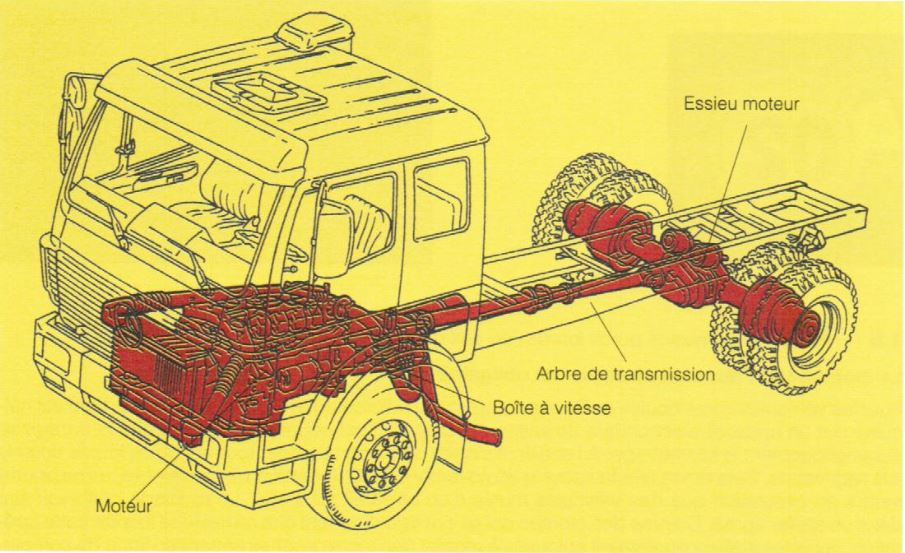 Essieu moteur
Arbre de transmission
Boîte à vitesse
Moteur